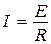 I = E/R